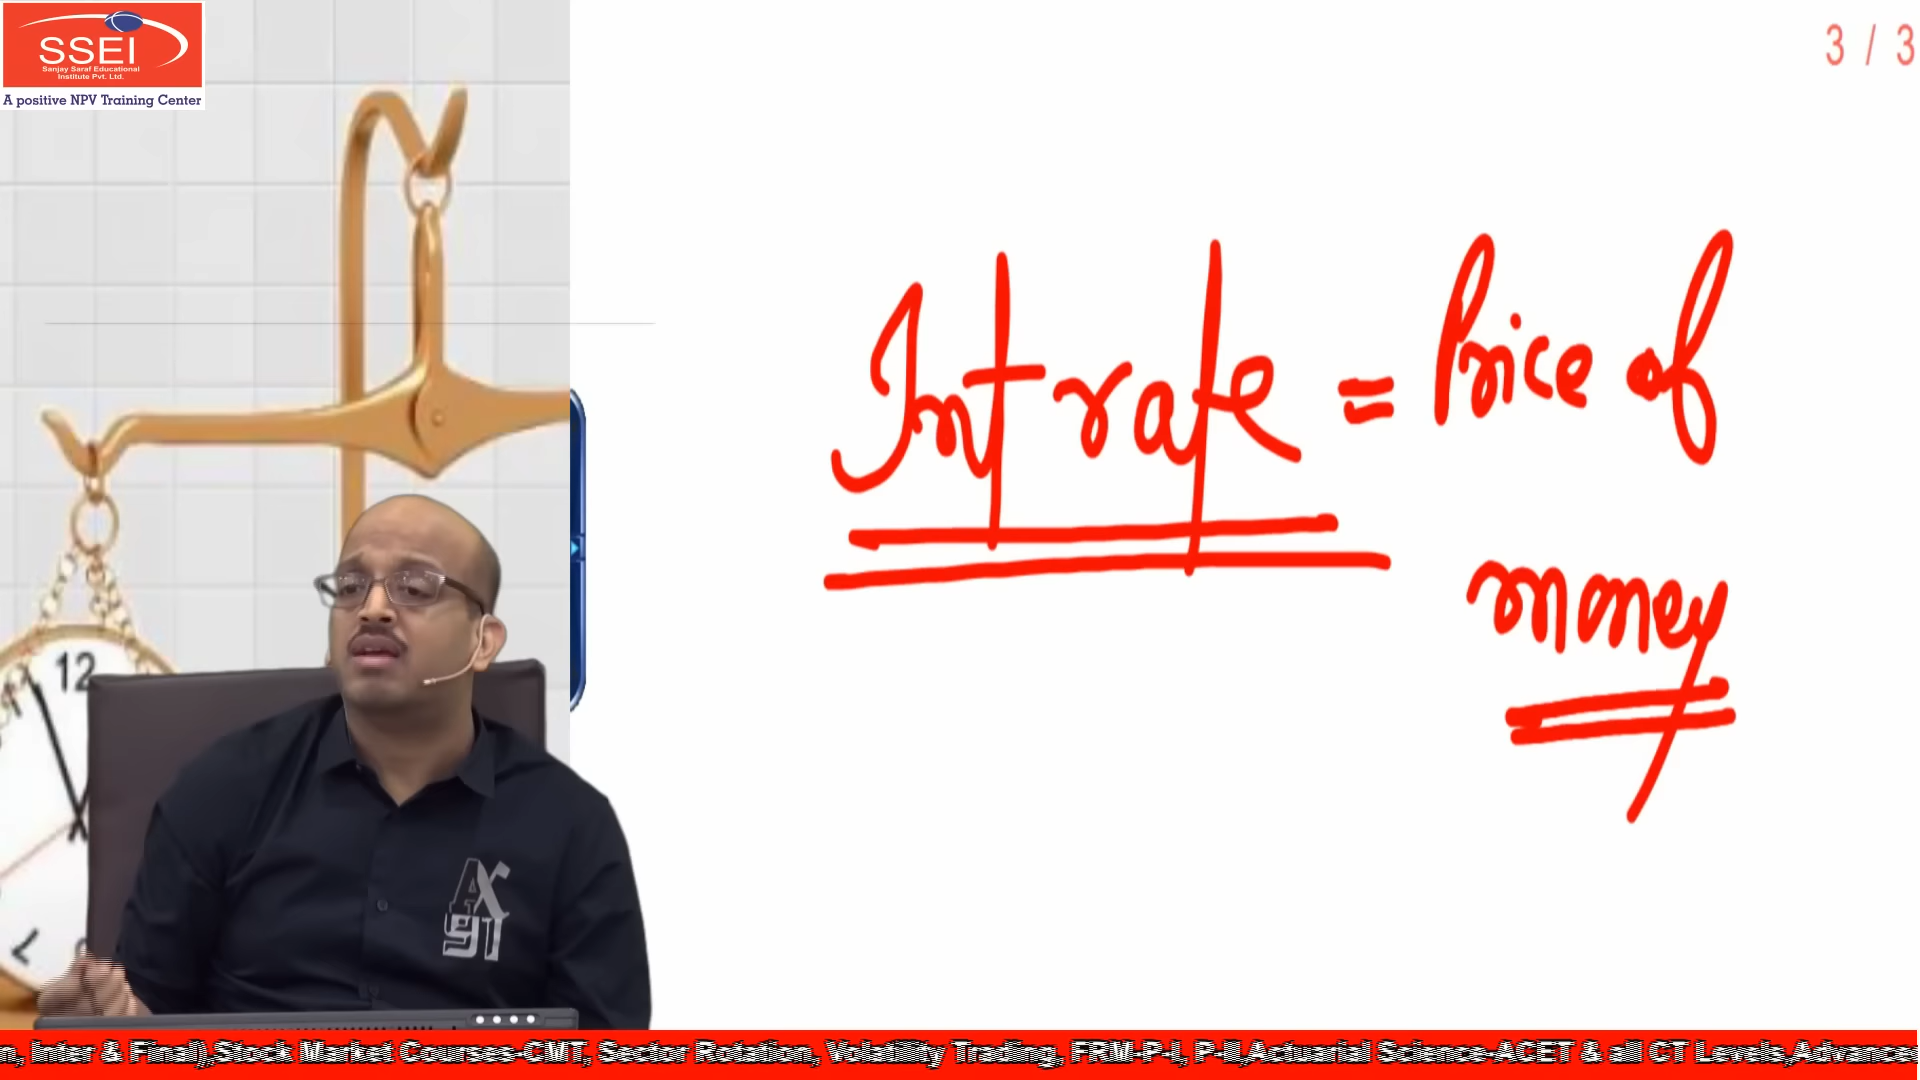 SSEI
Sanjay Saraf Educational
Institute Pvt. Ltd.
A positive NPV Training Center
3 / 3
Int rate = Price of
money
12
n, Inter & Final),Stock Market Courses-CMT, Sector Rotation, Volatility Trading, FRM-P-I, P-II,Actuarial Science-ACET & all CT Levels,Advance